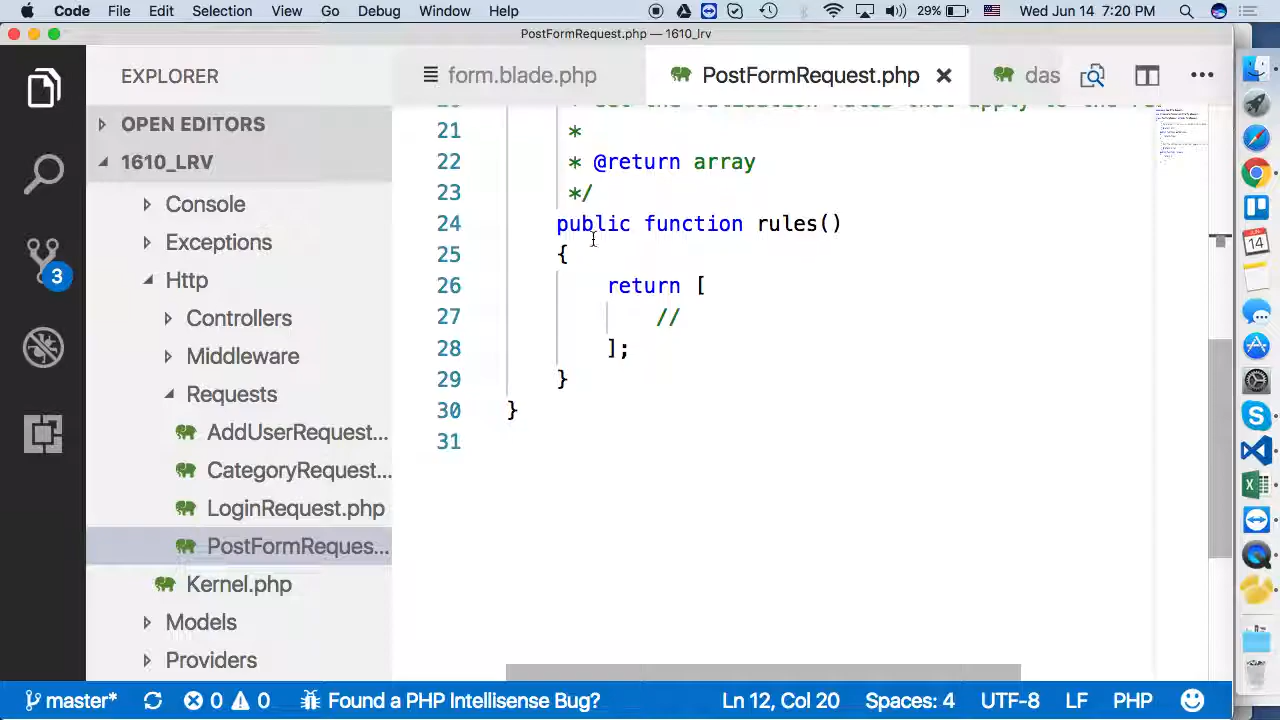 Code File Edit Selection View Go Debug Window Help 29% Wed Jun 14 7:20 PM
PostFormRequest.php — 1610_lrv
EXPLORER
form.blade.php PostFormRequest.php das
OPEN EDITORS
1610_LRV
Console
Exceptions
Http
Controllers
Middleware
Requests
AddUserRequest...
CategoryRequest...
LoginRequest.php
PostFormReques...
Kernel.php
Models
Providers
3
21 *
22 * @return array
23 */
24 public function rules()
25 {
26 return [
27 //
28 ];
29 }
30 }
31
14
master* 0 0 Found a PHP Intellisense Bug? Ln 12, Col 20 Spaces: 4 UTF-8 LF PHP